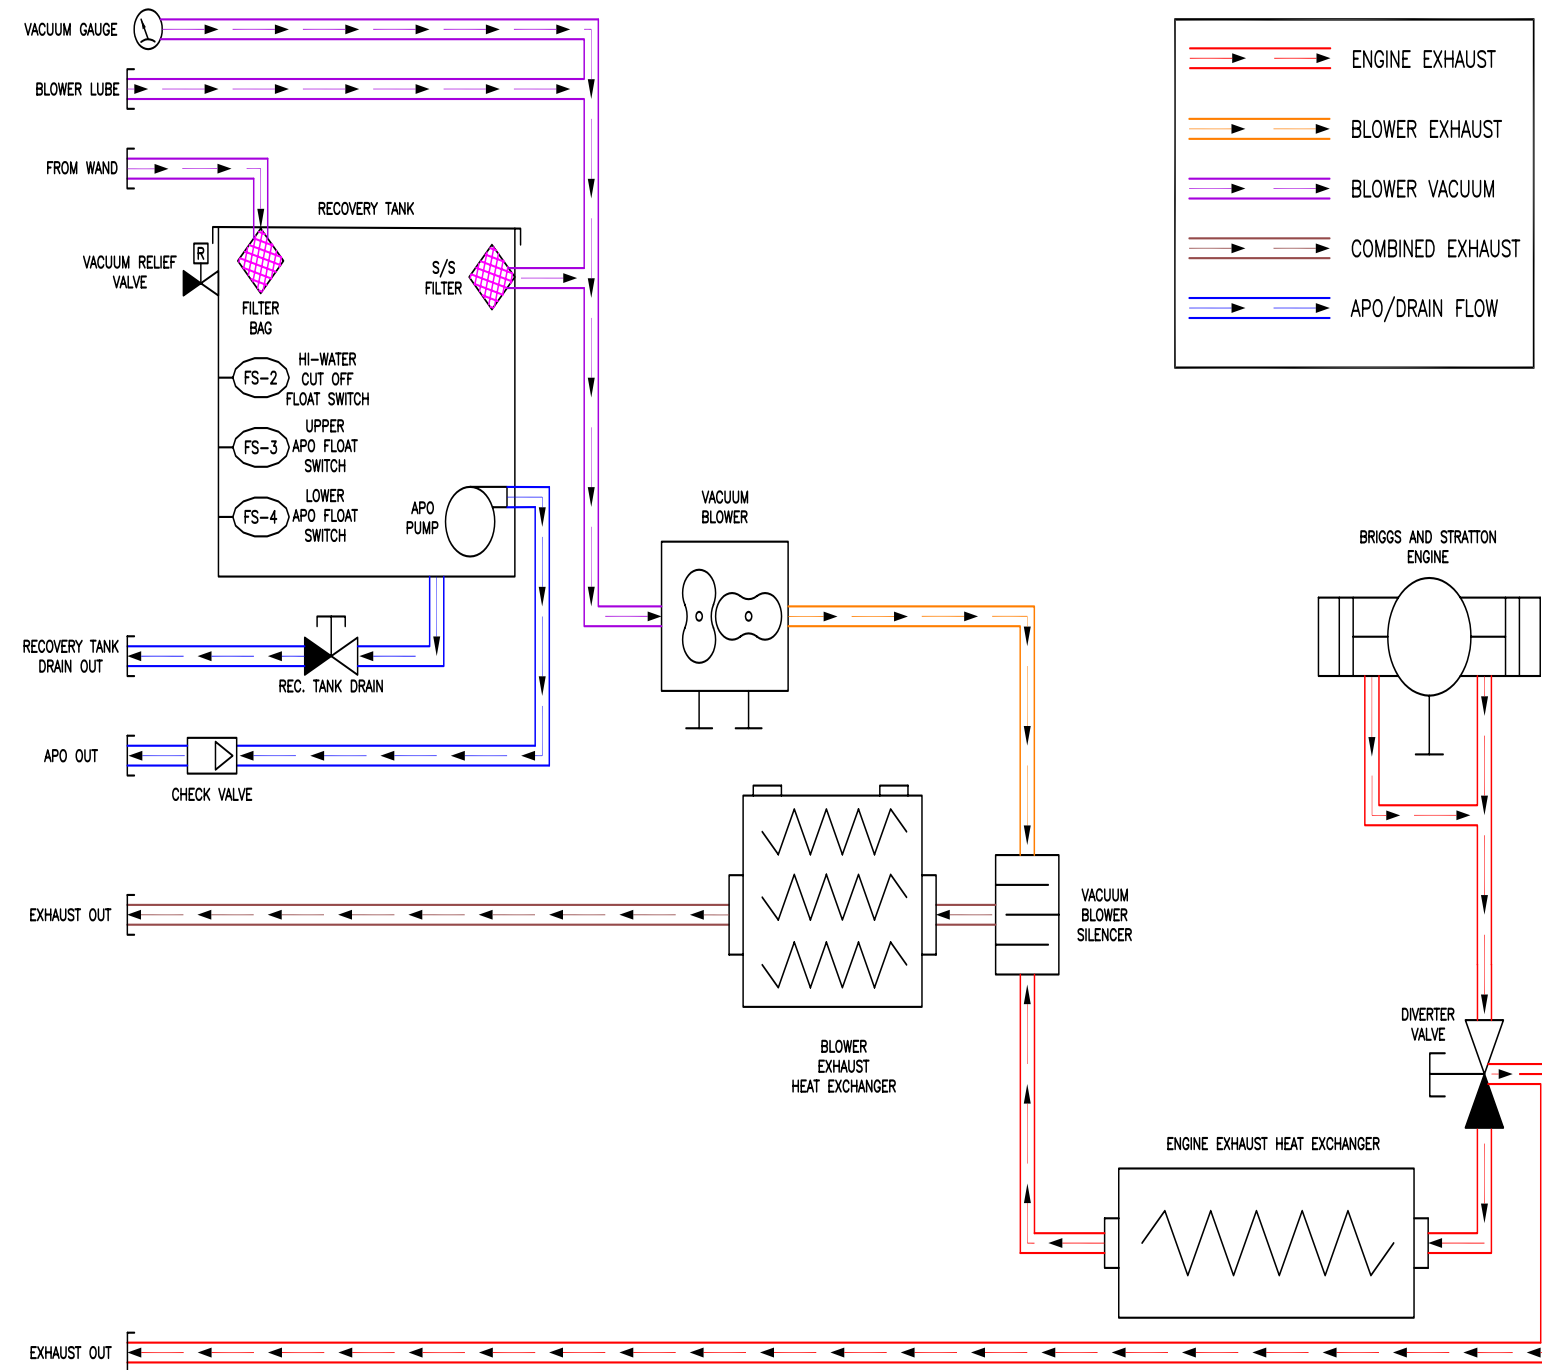 VACUUM GAUGE
BLOWER LUBE
FROM WAND
RECOVERY TANK
R
VACUUM RELIEF
VALVE
FILTER
BAG
S/S
FILTER
FS-2
HI-WATER
CUT OFF
FLOAT SWITCH
FS-3
UPPER
APO FLOAT
SWITCH
FS-4
LOWER
APO FLOAT
SWITCH
APO
PUMP
RECOVERY TANK
DRAIN OUT
REC. TANK DRAIN
APO OUT
CHECK VALVE
VACUUM
BLOWER
EXHAUST OUT
BLOWER
EXHAUST
HEAT EXCHANGER
VACUUM
BLOWER
SILENCER
ENGINE EXHAUST
BLOWER EXHAUST
BLOWER VACUUM
COMBINED EXHAUST
APO/DRAIN FLOW
BRIGGS AND STRATTON
ENGINE
DIVERTER
VALVE
ENGINE EXHAUST HEAT EXCHANGER
EXHAUST OUT